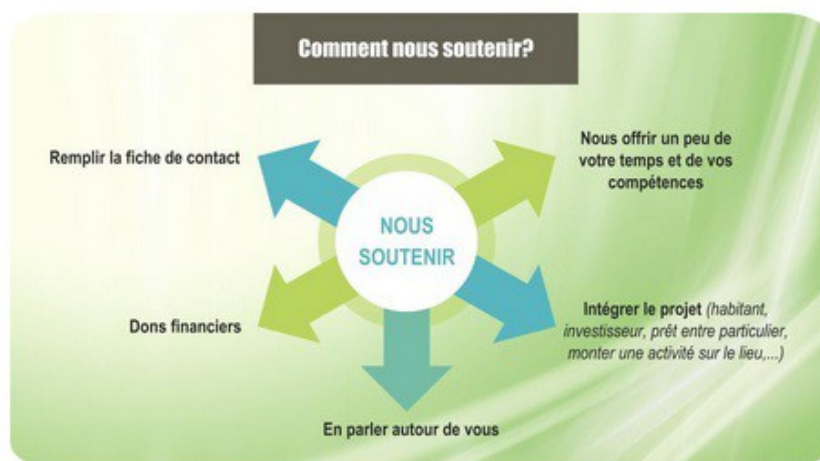 Comment nous soutenir?
Remplir la fiche de contact
Nous offrir un peu de
votre temps et de vos
compétences
NOUS
SOUTENIR
Dons financiers
Intégrer le projet (habitant,
investisseur, prêt entre particulier,
monter une activité sur le lieu,...)
En parler autour de vous